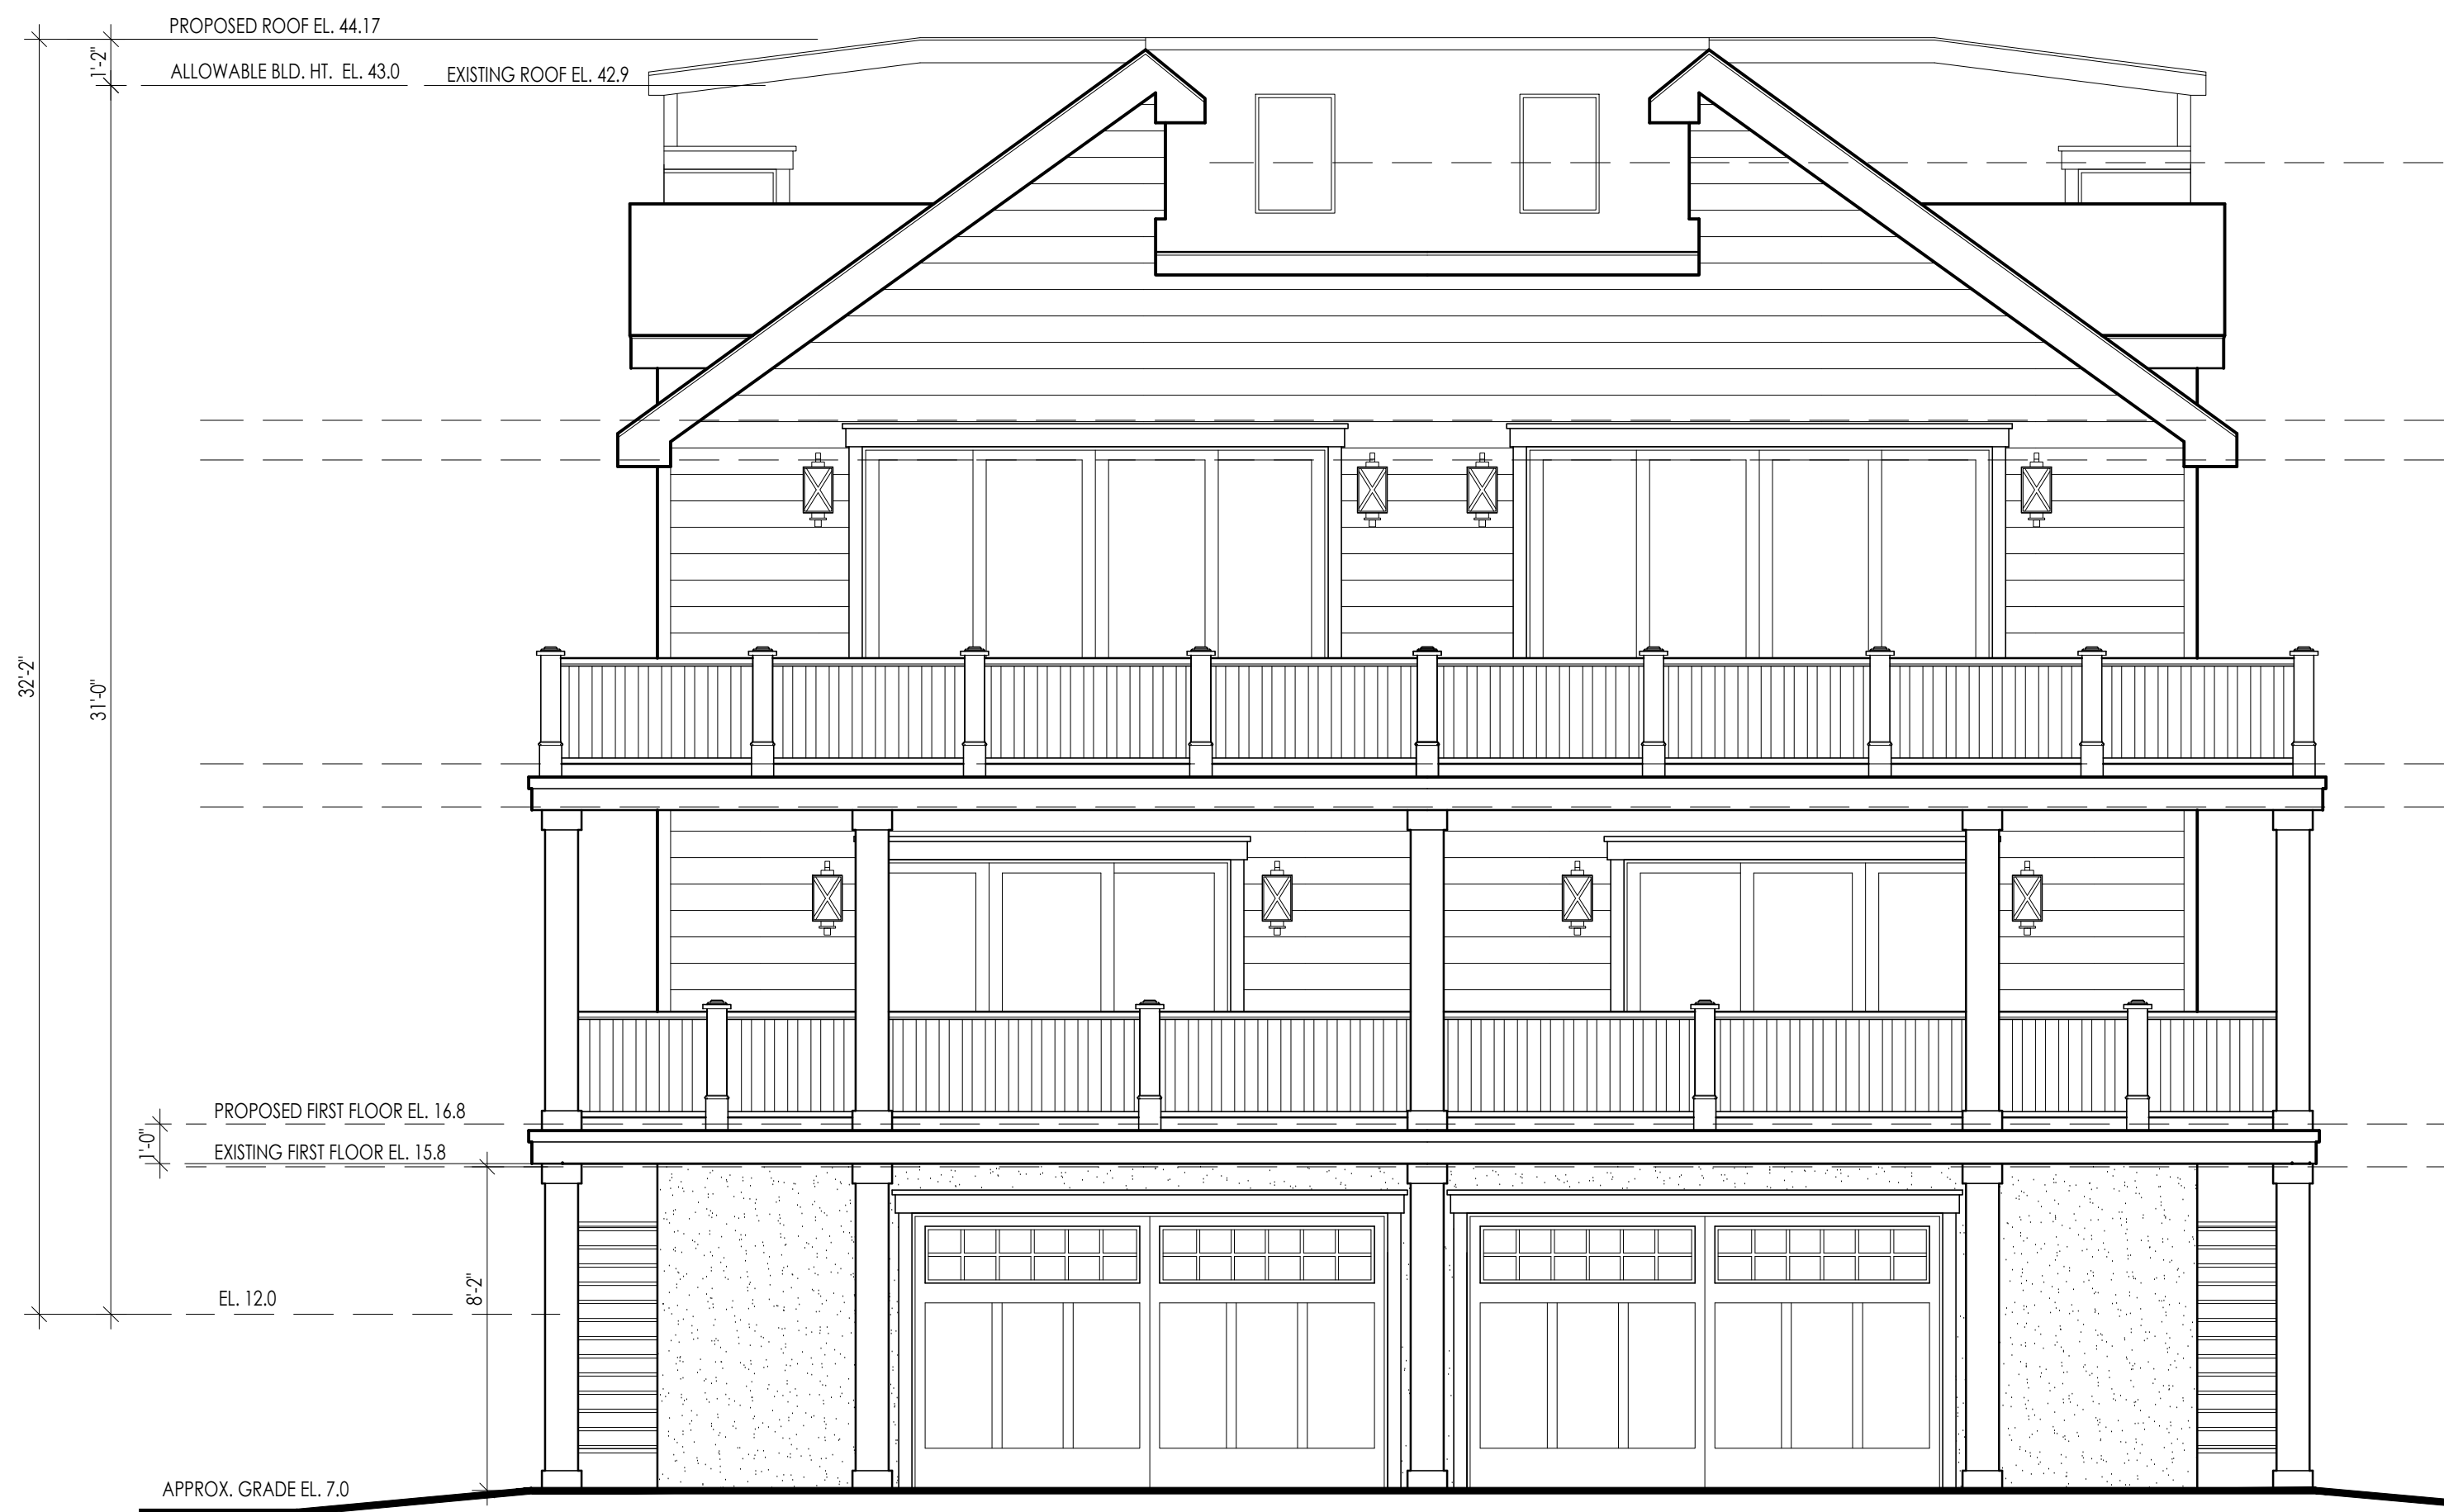 PROPOSED ROOF EL. 44.17
1'-2"
ALLOWABLE BLD. HT. EL. 43.0
EXISTING ROOF EL. 42.9
32'-2"
31'-0"
PROPOSED FIRST FLOOR EL. 16.8
1'-0"
EXISTING FIRST FLOOR EL. 15.8
8'-2"
EL. 12.0
APPROX. GRADE EL. 7.0